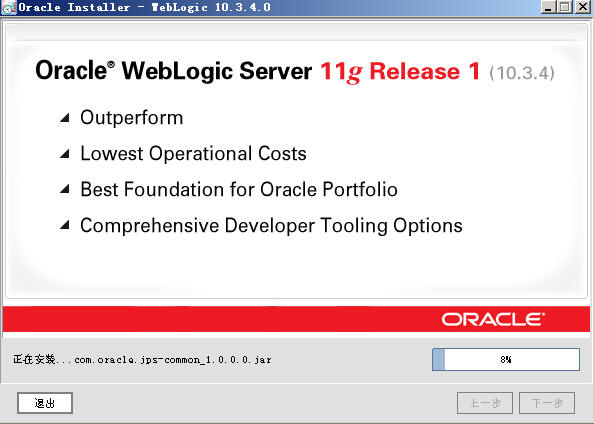 Oracle Installer - WebLogic 10.3.4.0
Oracle® WebLogic Server 11g Release 1 (10.3.4)
Outperform
Lowest Operational Costs
Best Foundation for Oracle Portfolio
Comprehensive Developer Tooling Options
ORACLE®
正在安装...com.oracle.jps-common_1.0.0.0.jar
8%
退出
上一步
下一步